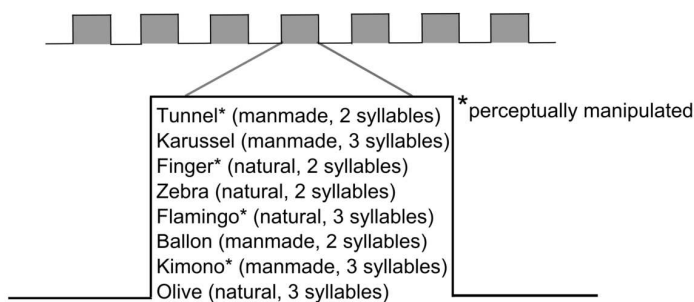 Tunnel* (manmade, 2 syllables)
*perceptually manipulated
Karussel (manmade, 3 syllables)
Finger* (natural, 2 syllables)
Zebra (natural, 2 syllables)
Flamingo* (natural, 3 syllables)
Ballon (manmade, 2 syllables)
Kimono* (manmade, 3 syllables)
Olive (natural, 3 syllables)